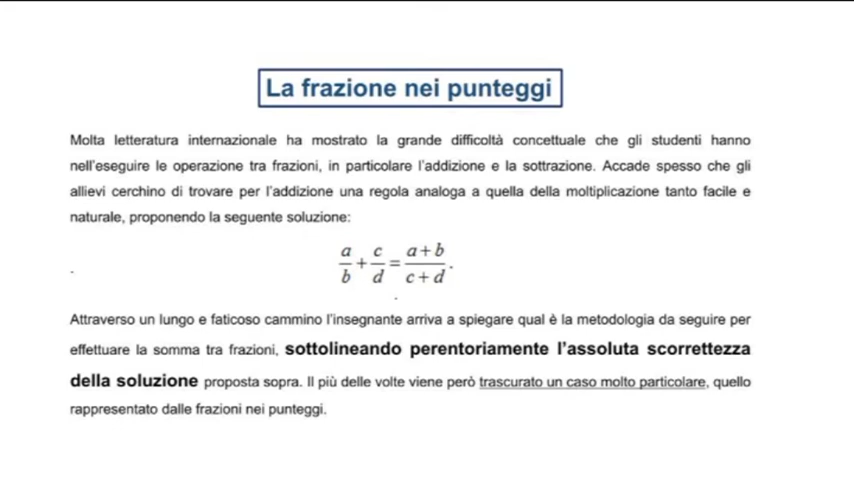 La frazione nei punteggi
Molta letteratura internazionale ha mostrato la grande difficoltà concettuale che gli studenti hanno
nell'eseguire le operazione tra frazioni, in particolare l'addizione e la sottrazione. Accade spesso che gli
allievi cerchino di trovare per l'addizione una regola analoga a quella della moltiplicazione tanto facile e
naturale, proponendo la seguente soluzione:
a/b + c/d = a+b/c+d.
Attraverso un lungo e faticoso cammino l'insegnante arriva a spiegare qual è la metodologia da seguire per
effettuare la somma tra frazioni, sottolineando perentoriamente l'assoluta scorrettezza
della soluzione proposta sopra. Il più delle volte viene però trascurato un caso molto particolare, quello
rappresentato dalle frazioni nei punteggi.